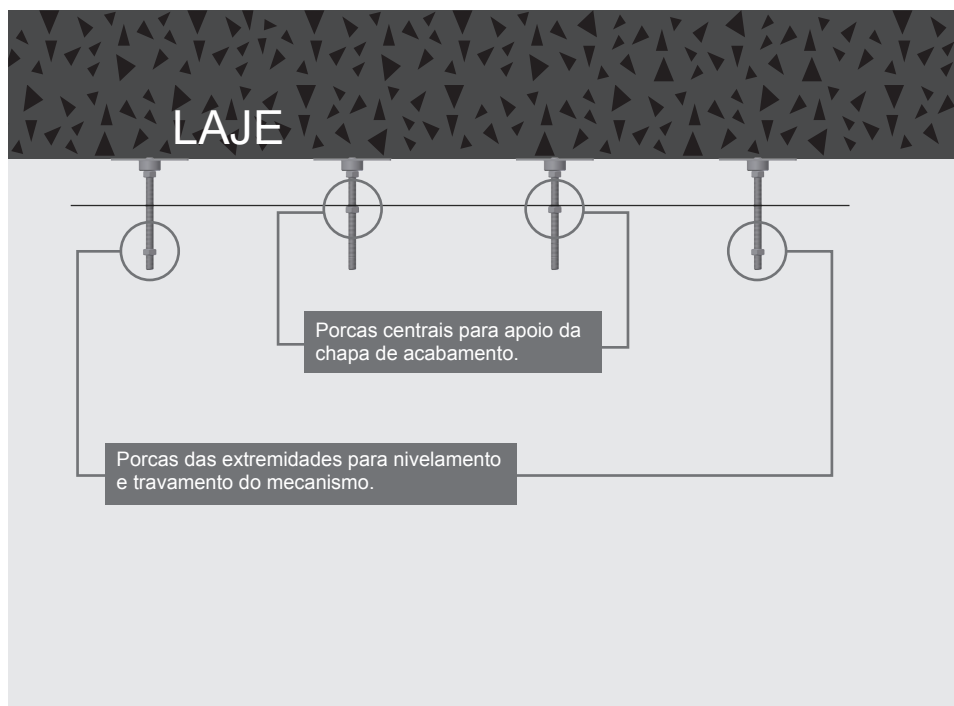 LAJE
Porcas centrais para apoio da
chapa de acabamento.
Porcas das extremidades para nivelamento
e travamento do mecanismo.